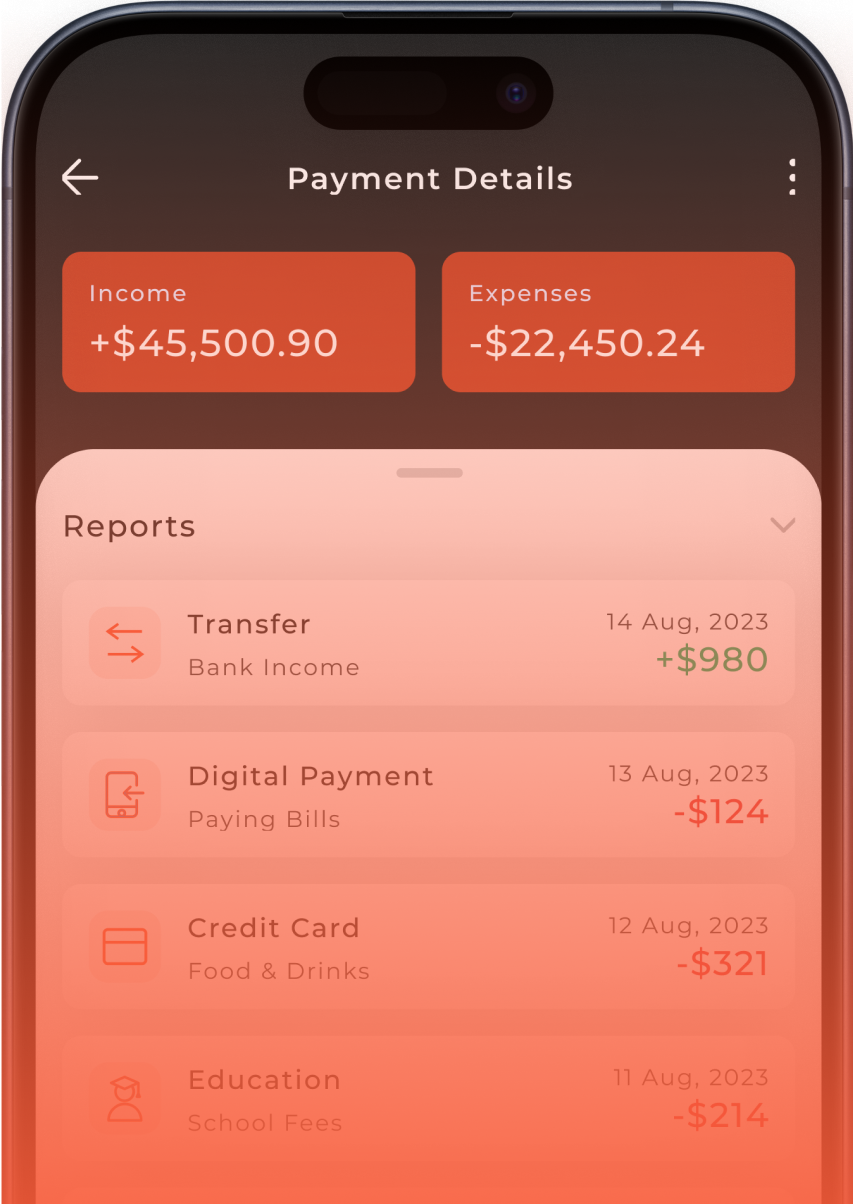 Payment Details
Income
+$45,500.90
Expenses
-$22,450.24
Reports
Transfer
14 Aug, 2023
Bank Income
+$980
Digital Payment
13 Aug, 2023
Paying Bills
-$124
Credit Card
12 Aug, 2023
Food & Drinks
-$321
Education
11 Aug, 2023
School Fees
-$214